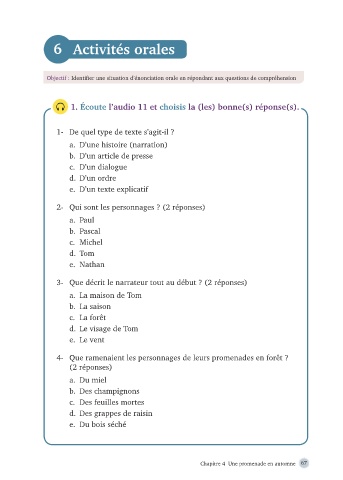 6 Activités orales
Objectif : Identifier une situation d'énonciation orale en répondant aux questions de compréhension
1. Écoute l'audio 11 et choisis la (les) bonne(s) réponse(s).
1- De quel type de texte s'agit-il ?
a. D'une histoire (narration)
b. D'un article de presse
c. D'un dialogue
d. D'un ordre
e. D'un texte explicatif
2- Qui sont les personnages ? (2 réponses)
a. Paul
b. Pascal
c. Michel
d. Tom
e. Nathan
3- Que décrit le narrateur tout au début ? (2 réponses)
a. La maison de Tom
b. La saison
c. La forêt
d. Le visage de Tom
e. Le vent
4- Que ramenaient les personnages de leurs promenades en forêt ?
(2 réponses)
a. Du miel
b. Des champignons
c. Des feuilles mortes
d. Des grappes de raisin
e. Du bois séché
Chapitre 4 Une promenade en automne 67